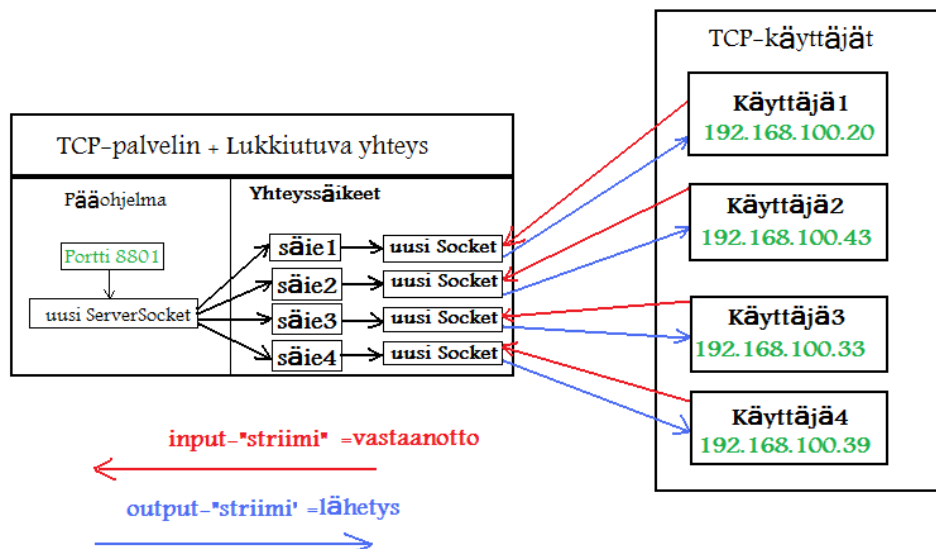 TCP-palvelin + Lukkiutuva yhteys
Pääohjelma
Portti 8801
uusi ServerSocket
Yhteyssäikeet
säie1
uusi Socket
säie2
uusi Socket
säie3
uusi Socket
säie4
uusi Socket
TCP-käyttäjät
Käyttäjä1
192.168.100.20
Käyttäjä2
192.168.100.43
Käyttäjä3
192.168.100.33
Käyttäjä4
192.168.100.39
input-"striimi" =vastaanotto
output-"striimi' =lähetys